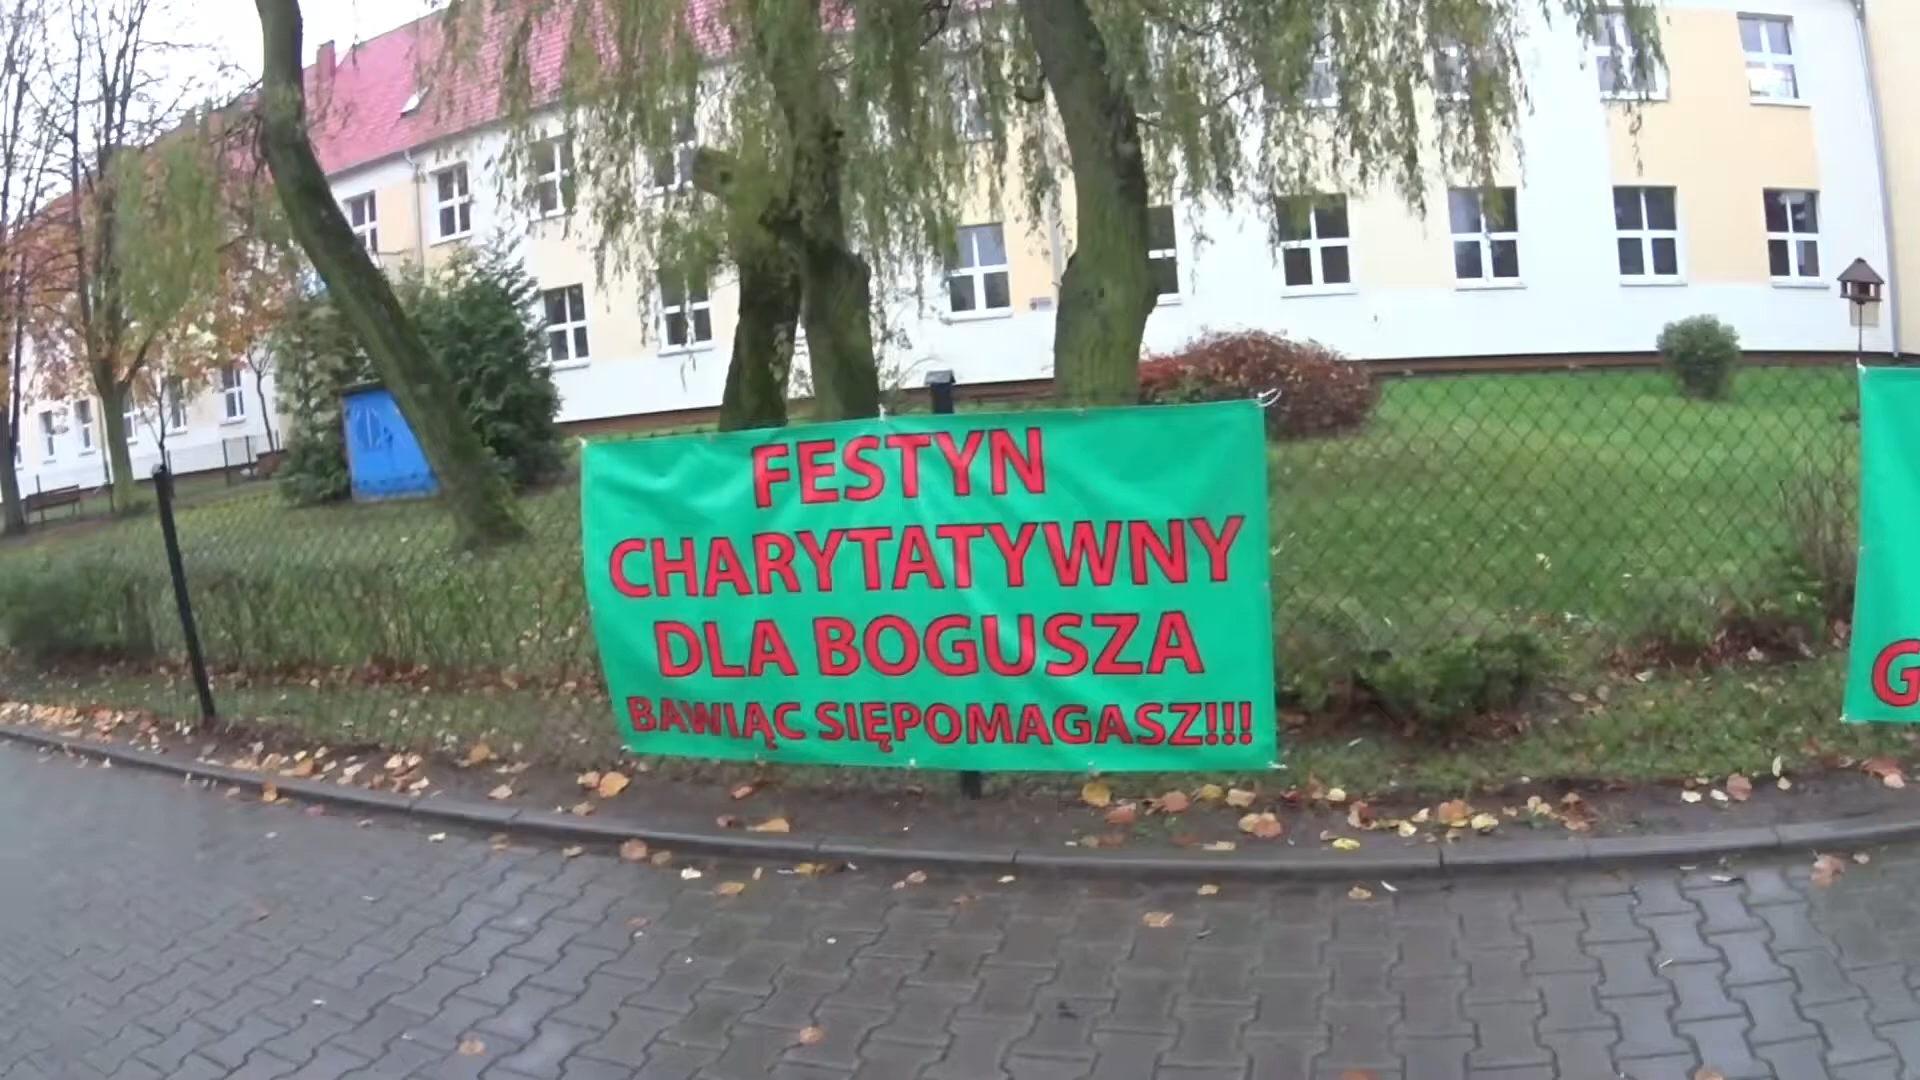 FESTYN
CHARYTATYWNY
DLA BOGUSZA
BAWIĄC SIĘPOMAGASZ!!!
G